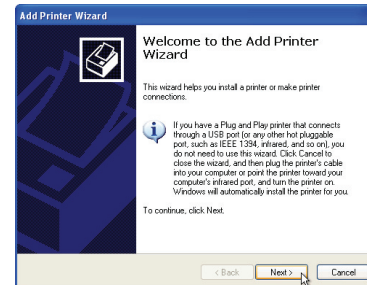 Add Printer Wizard
Welcome to the Add Printer
Wizard
This wizard helps you install a printer or make printer
connections.
If you have a Plug and Play printer that connects
through a USB port (or any other hot pluggable
port, such as IEEE 1394, infrared, and so on), you
do not need to use this wizard. Click Cancel to
close the wizard, and then plug the printer's cable
into your computer or point the printer toward your
computer's infrared port, and turn the printer on.
Windows will automatically install the printer for you.
To continue, click Next.
< Back Next > Cancel